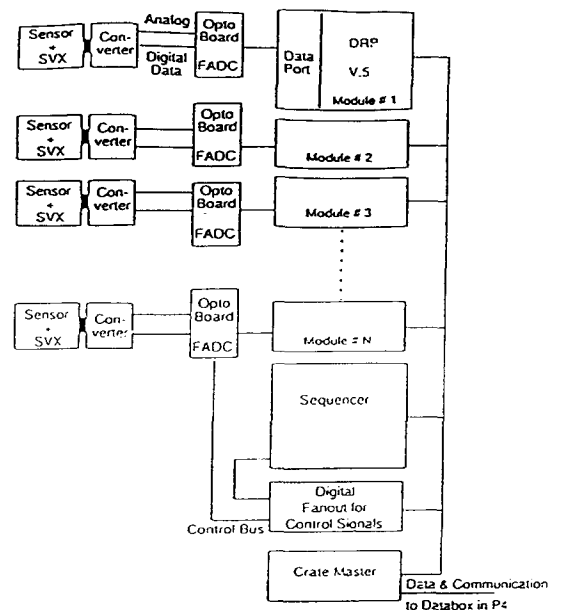 Analog
Sensor
+
SVX
Con-
verter
Digital
Data
Opto
Board
FADC
Data
Port
DRP
V.5
Module # 1
Sensor
+
SVX
Con-
verter
Opto
Board
FADC
Module # 2
Sensor
+
SVX
Con-
verter
Opto
Board
FADC
Module # 3
Sensor
+
SVX
Con-
verter
Opto
Board
FADC
Module # N
Sequencer
Digital
Fanout for
Control Signals
Control Bus
Crate Master
Data & Communication
to Databox in P4